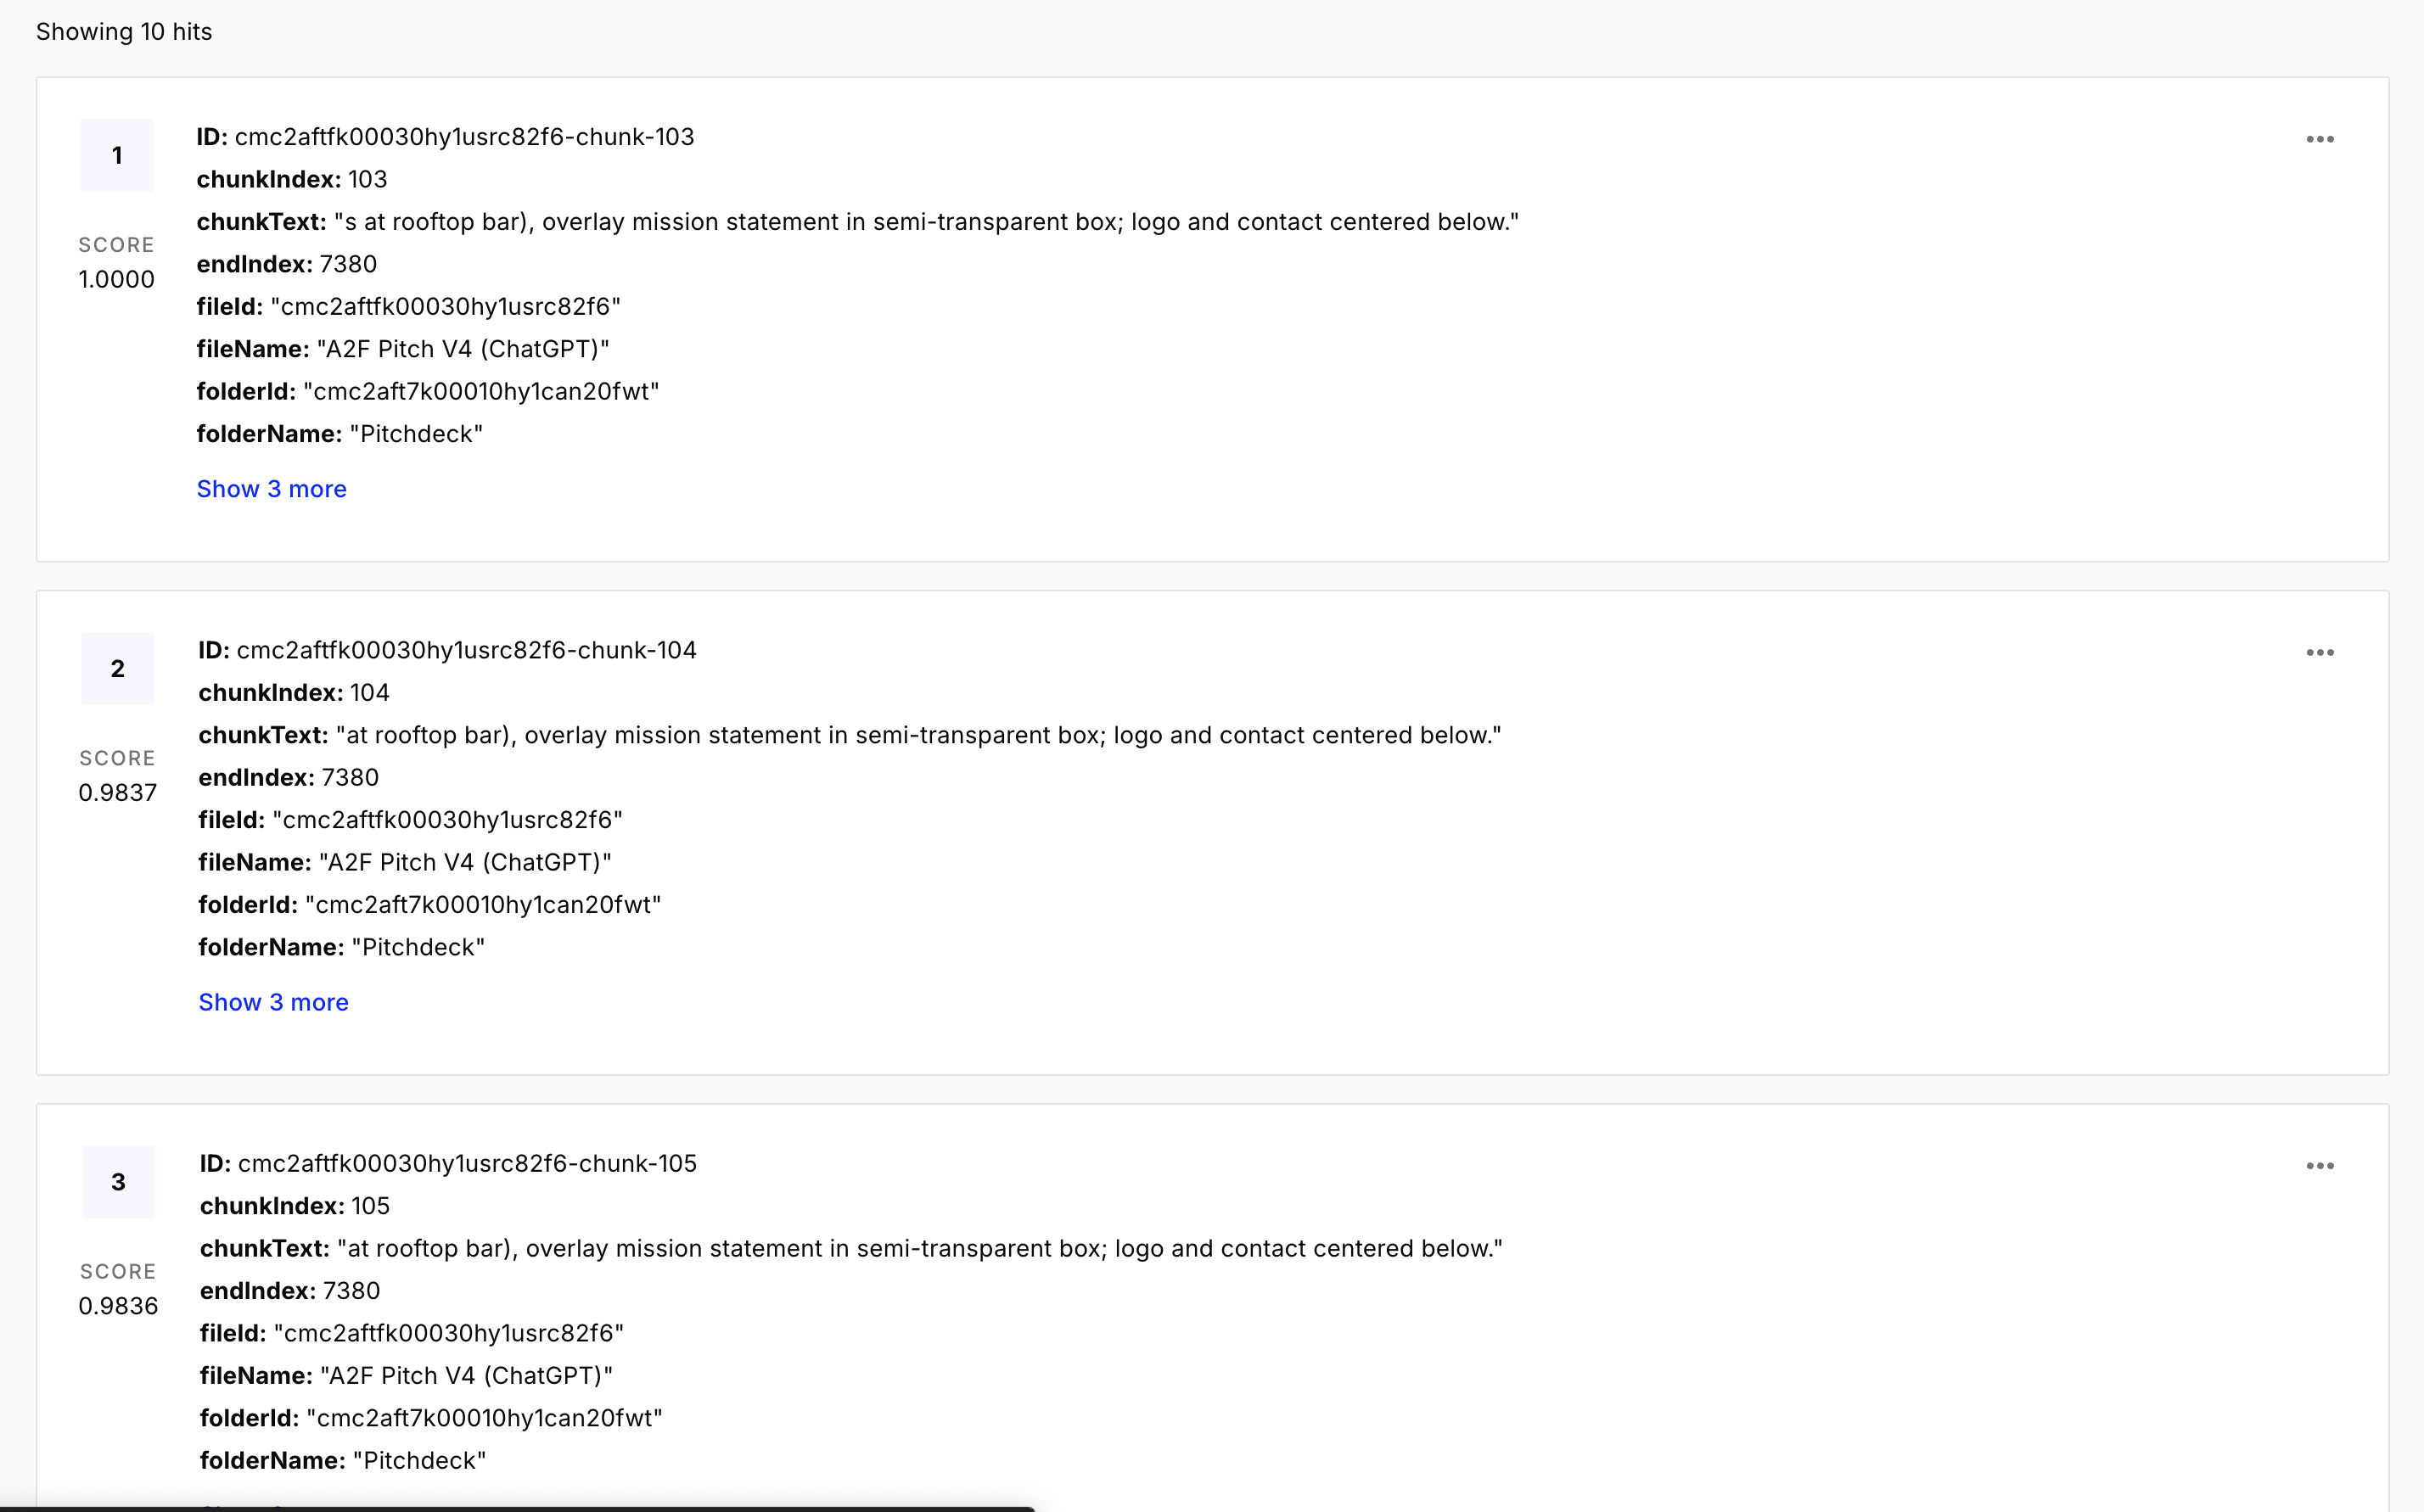 Showing 10 hits
1
SCORE
1.0000
ID: cmc2aftfk00030hy1usrc82f6-chunk-103
chunkIndex: 103
chunkText: "s at rooftop bar), overlay mission statement in semi-transparent box; logo and contact centered below."
endIndex: 7380
fileId: "cmc2aftfk00030hy1usrc82f6"
fileName: "A2F Pitch V4 (ChatGPT)"
folderId: "cmc2aft7k00010hy1can20fwt"
folderName: "Pitchdeck"
Show 3 more
2
SCORE
0.9837
ID: cmc2aftfk00030hy1usrc82f6-chunk-104
chunkIndex: 104
chunkText: "at rooftop bar), overlay mission statement in semi-transparent box; logo and contact centered below."
endIndex: 7380
fileId: "cmc2aftfk00030hy1usrc82f6"
fileName: "A2F Pitch V4 (ChatGPT)"
folderId: "cmc2aft7k00010hy1can20fwt"
folderName: "Pitchdeck"
Show 3 more
3
SCORE
0.9836
ID: cmc2aftfk00030hy1usrc82f6-chunk-105
chunkIndex: 105
chunkText: "at rooftop bar), overlay mission statement in semi-transparent box; logo and contact centered below."
endIndex: 7380
fileId: "cmc2aftfk00030hy1usrc82f6"
fileName: "A2F Pitch V4 (ChatGPT)"
folderId: "cmc2aft7k00010hy1can20fwt"
folderName: "Pitchdeck"